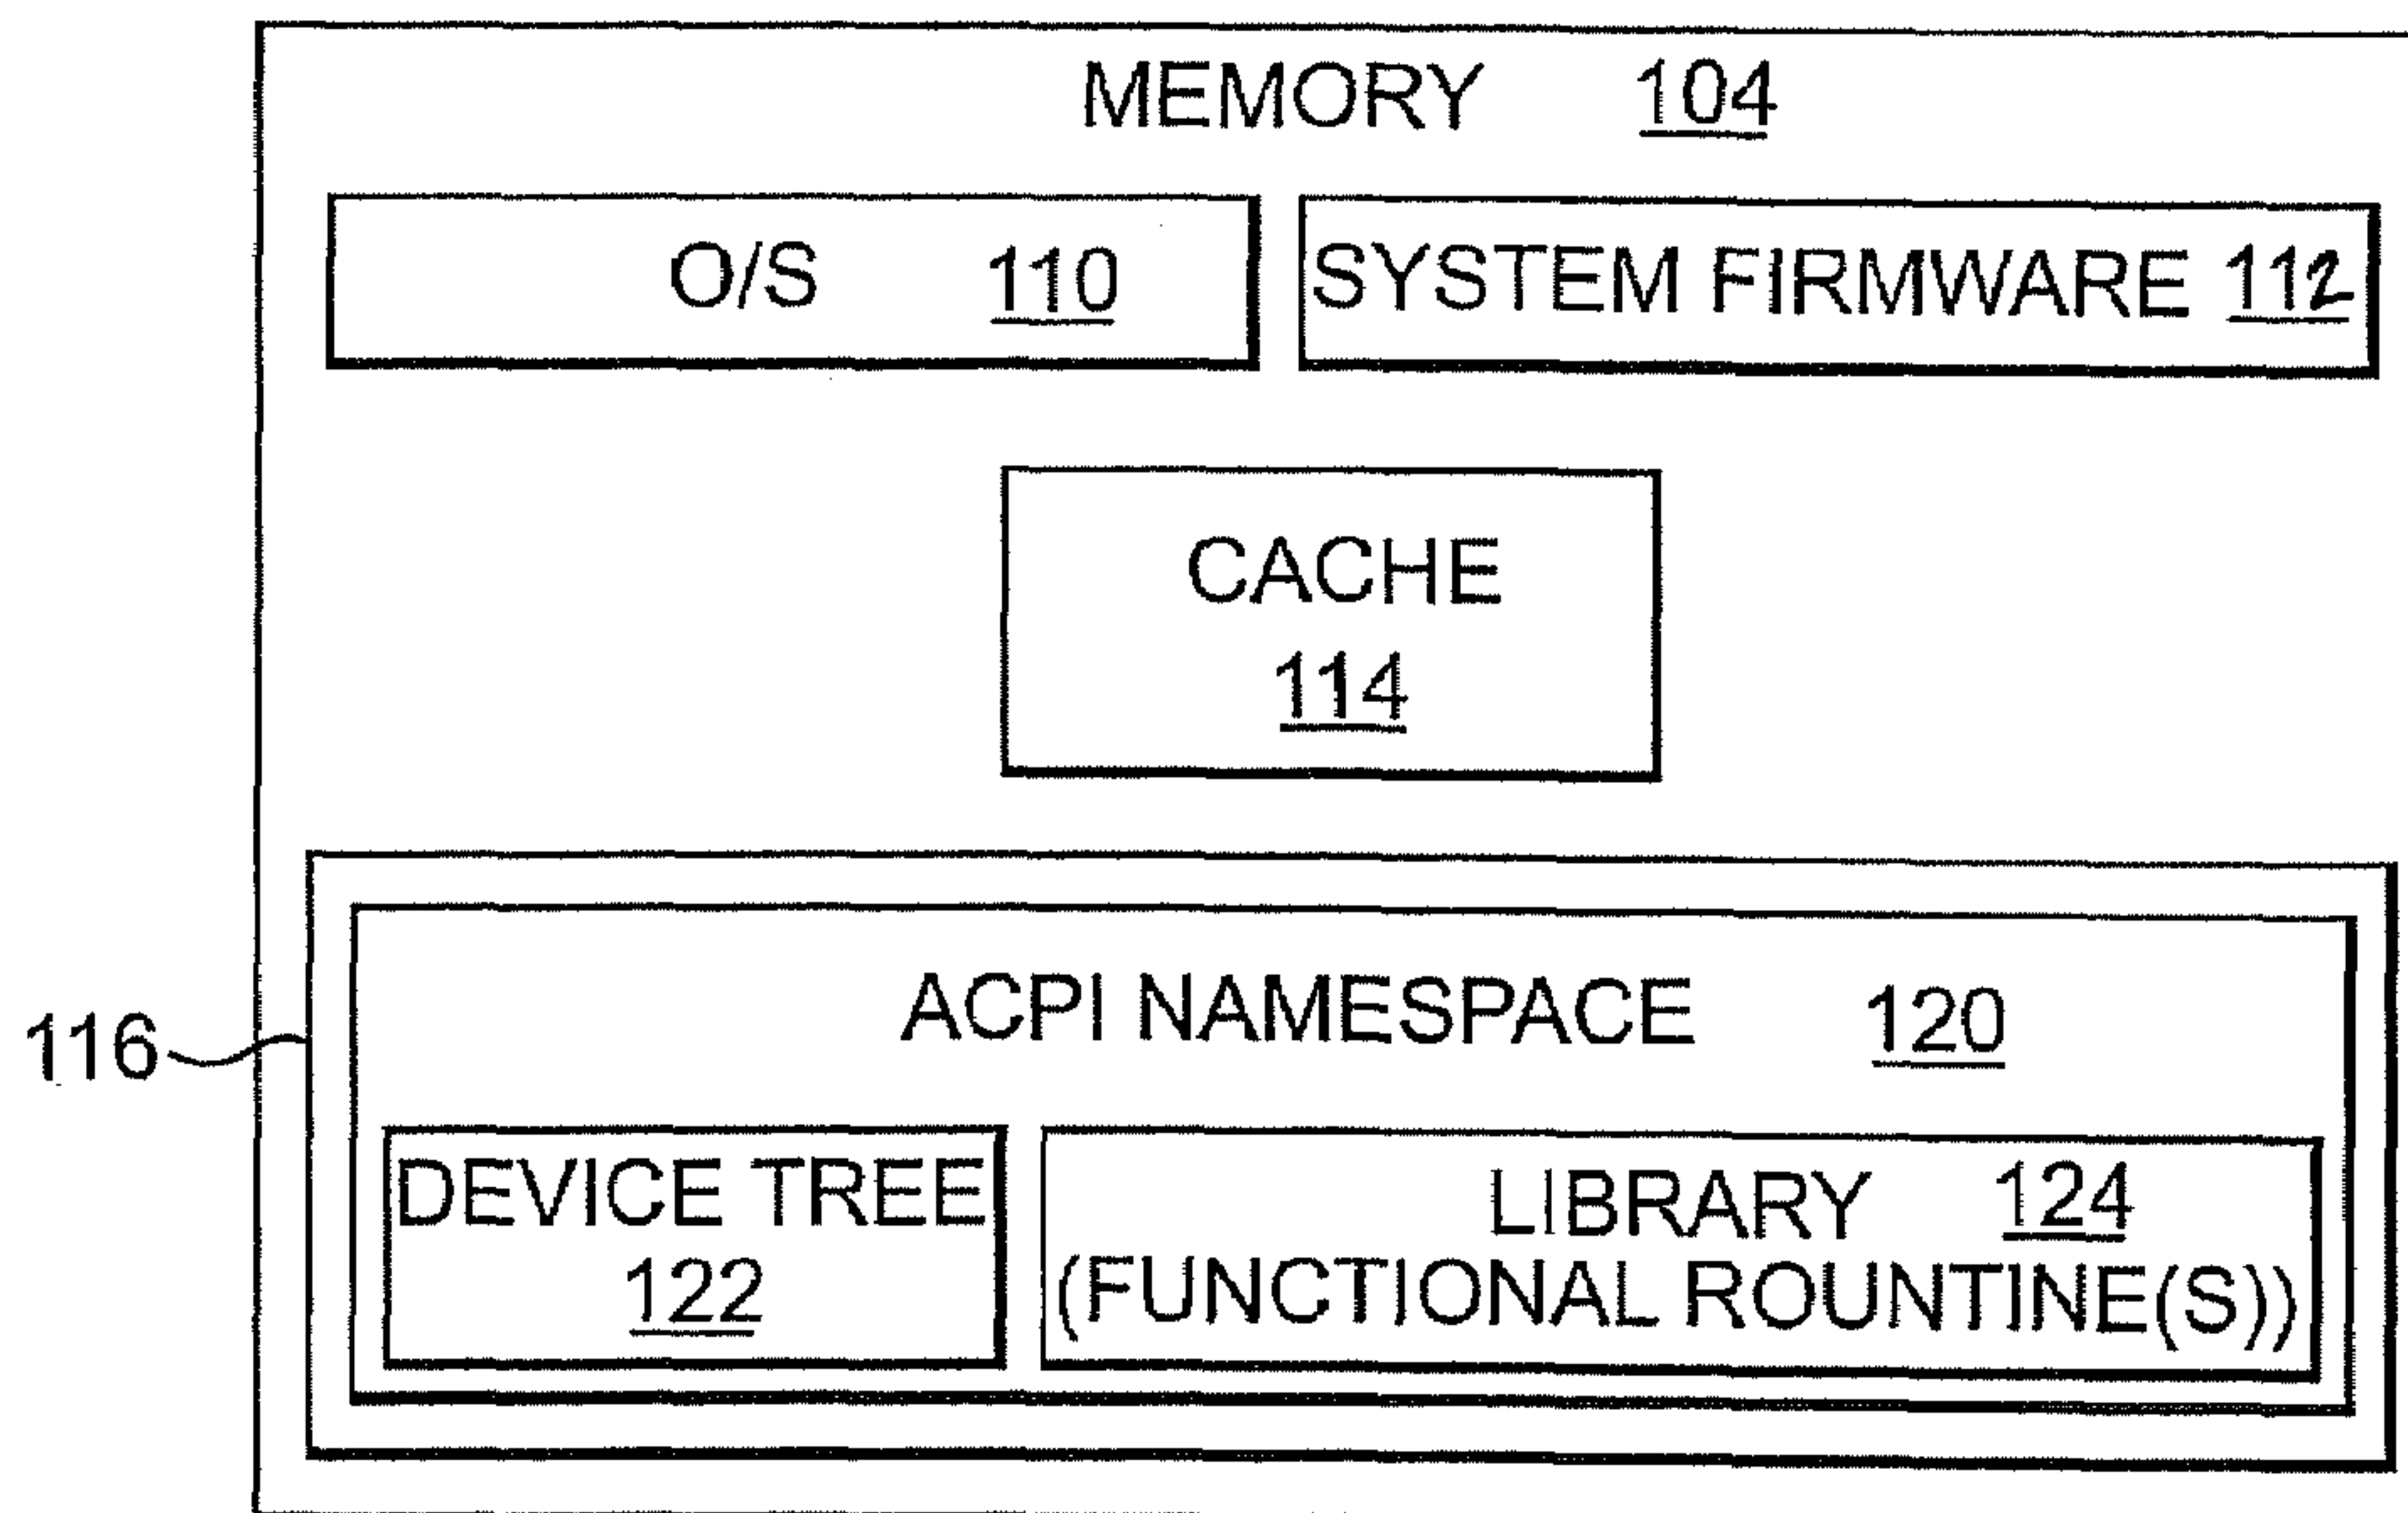 MEMORY 104
O/S 110
SYSTEM FIRMWARE 112
CACHE
114
116
ACPI NAMESPACE 120
DEVICE TREE
122
LIBRARY 124
(FUNCTIONAL ROUNTINE(S))